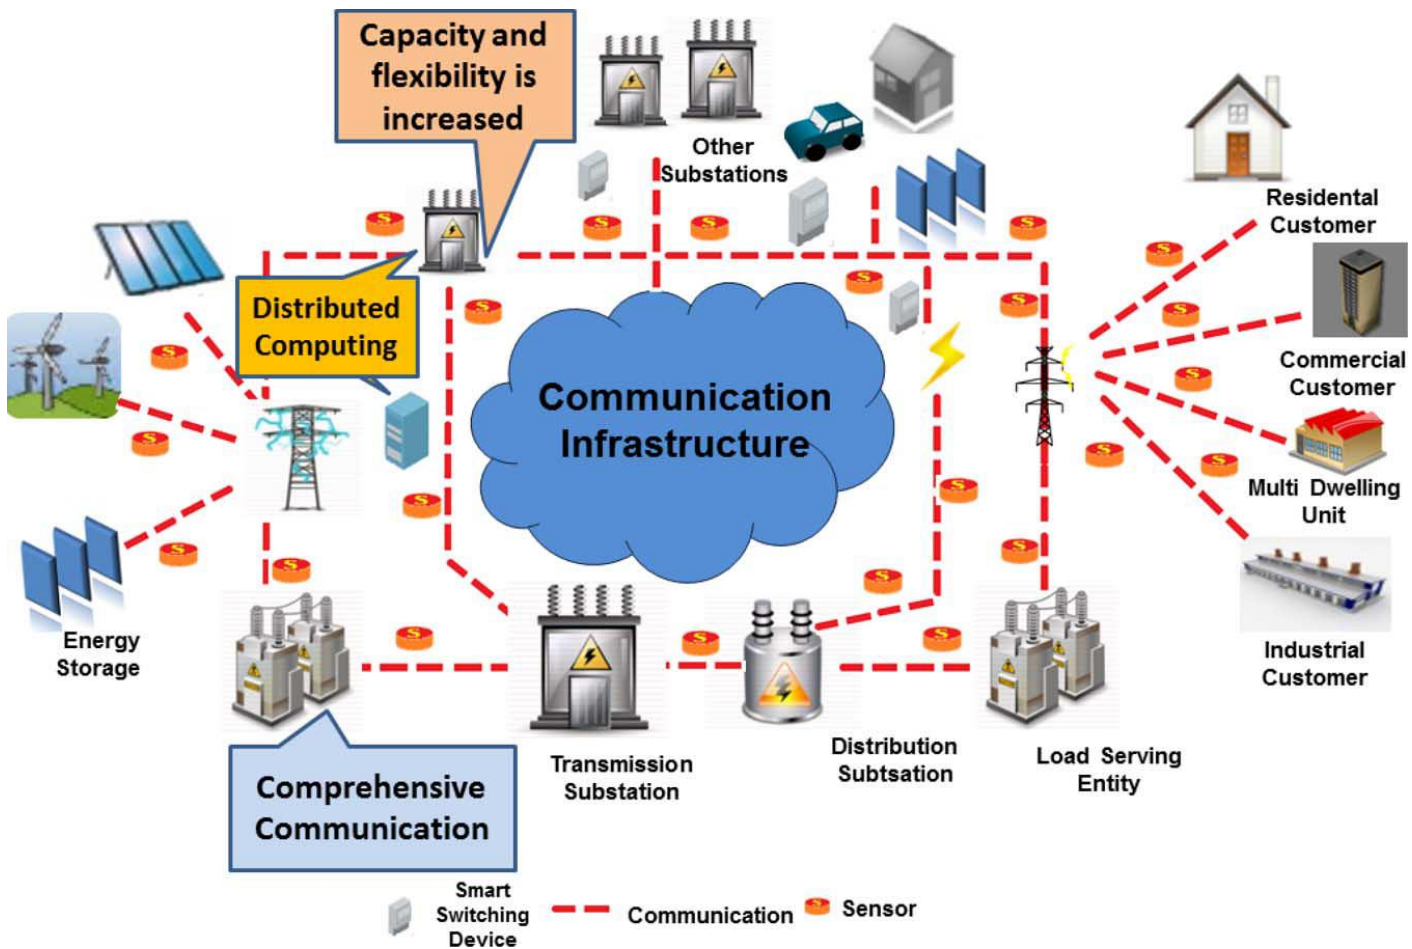 Capacity and
flexibility is
increased
Other
Substations
Residental
Customer
Distributed
Computing
Communication
Infrastructure
Commercial
Customer
Multi Dwelling
Unit
Energy
Storage
Industrial
Customer
Transmission
Substation
Distribution
Subtsation
Load Serving
Entity
Comprehensive
Communication
Smart
Switching
Device
Communication
Sensor